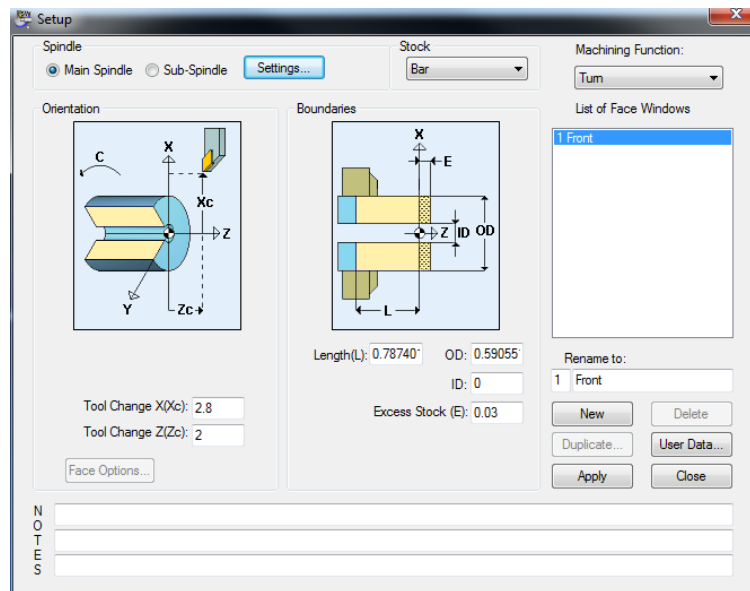 Setup
X
Spindle
Main Spindle
Sub-Spindle
Settings...
Stock
Bar
Machining Function:
Turn
Orientation
C
X
Xc
Z
Y
Zc
Tool Change X(Xc): 2.8
Tool Change Z(Zc): 2
Face Options...
Boundaries
X
E
Z
ID
OD
L
Length(L): 0.78740
OD: 0.59055
ID: 0
Excess Stock (E): 0.03
List of Face Windows
1 Front
Rename to:
1 Front
New
Delete
Duplicate...
User Data...
Apply
Close
NOTES